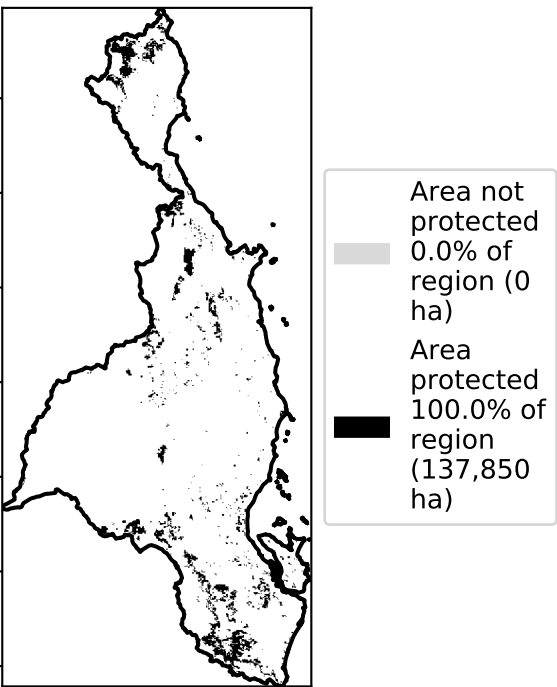 Area not
protected
0.0% of
region (0
ha)
Area
protected
100.0% of
region
(137,850
ha)